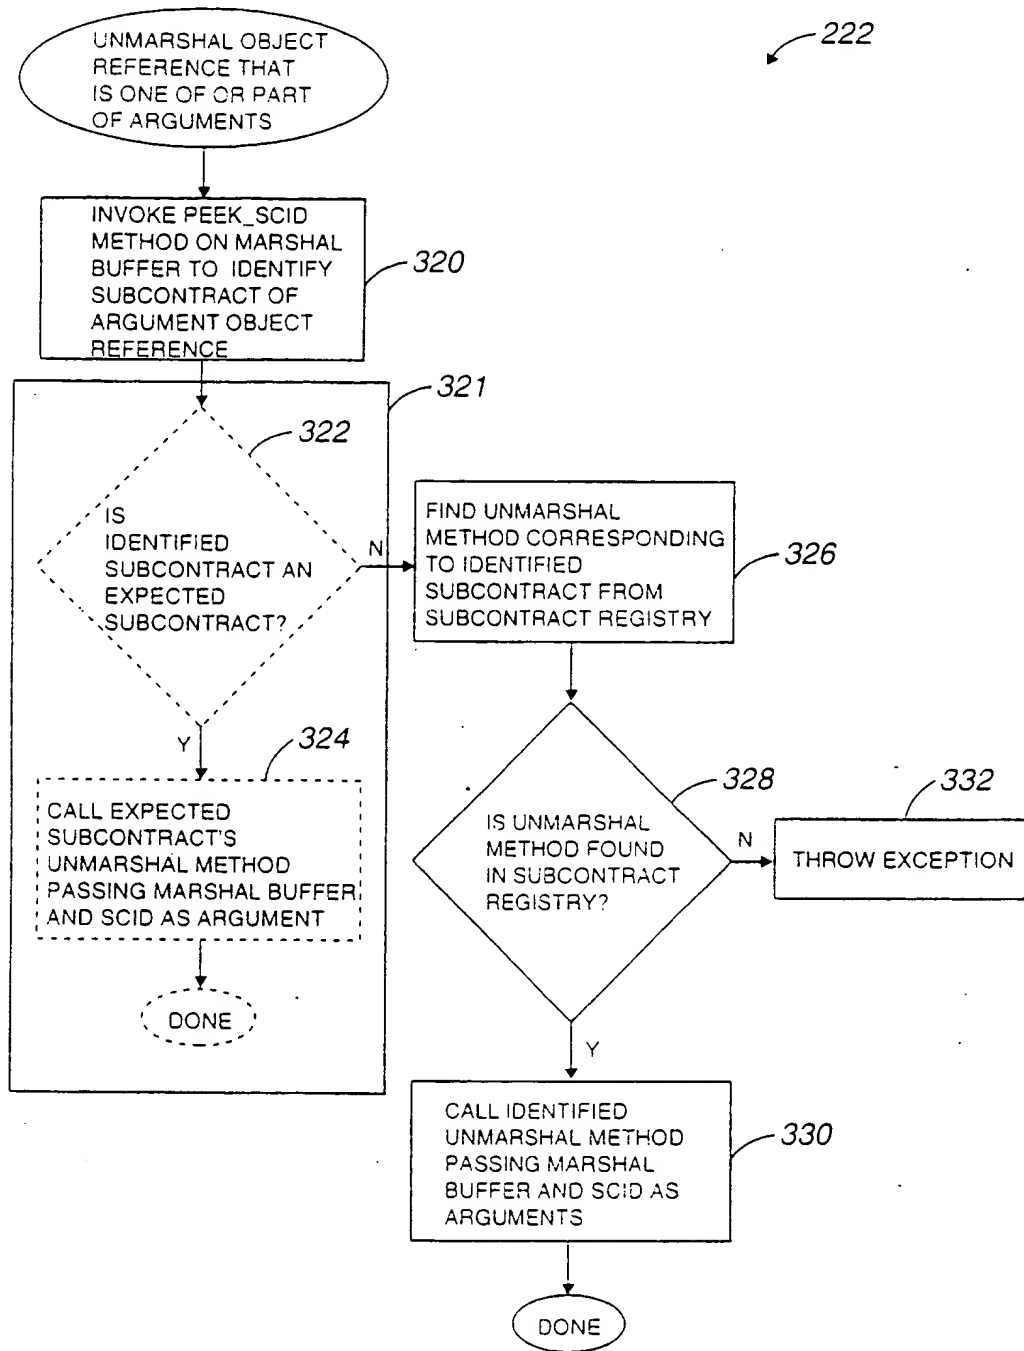 UNMARSHAL OBJECT
REFERENCE THAT
IS ONE OF OR PART
OF ARGUMENTS
222
INVOKE PEEK_SCID
METHOD ON MARSHAL
BUFFER TO IDENTIFY
SUBCONTRACT OF
ARGUMENT OBJECT
REFERENCE
320
321
322
IS
IDENTIFIED
SUBCONTRACT AN
EXPECTED
SUBCONTRACT?
N
Y
FIND UNMARSHAL
METHOD CORRESPONDING
TO IDENTIFIED
SUBCONTRACT FROM
SUBCONTRACT REGISTRY
326
324
CALL EXPECTED
SUBCONTRACT'S
UNMARSHAL METHOD
PASSING MARSHAL BUFFER
AND SCID AS ARGUMENT
DONE
328
IS UNMARSHAL
METHOD FOUND
IN SUBCONTRACT
REGISTRY?
N
Y
332
THROW EXCEPTION
CALL IDENTIFIED
UNMARSHAL METHOD
PASSING MARSHAL
BUFFER AND SCID AS
ARGUMENTS
330
DONE